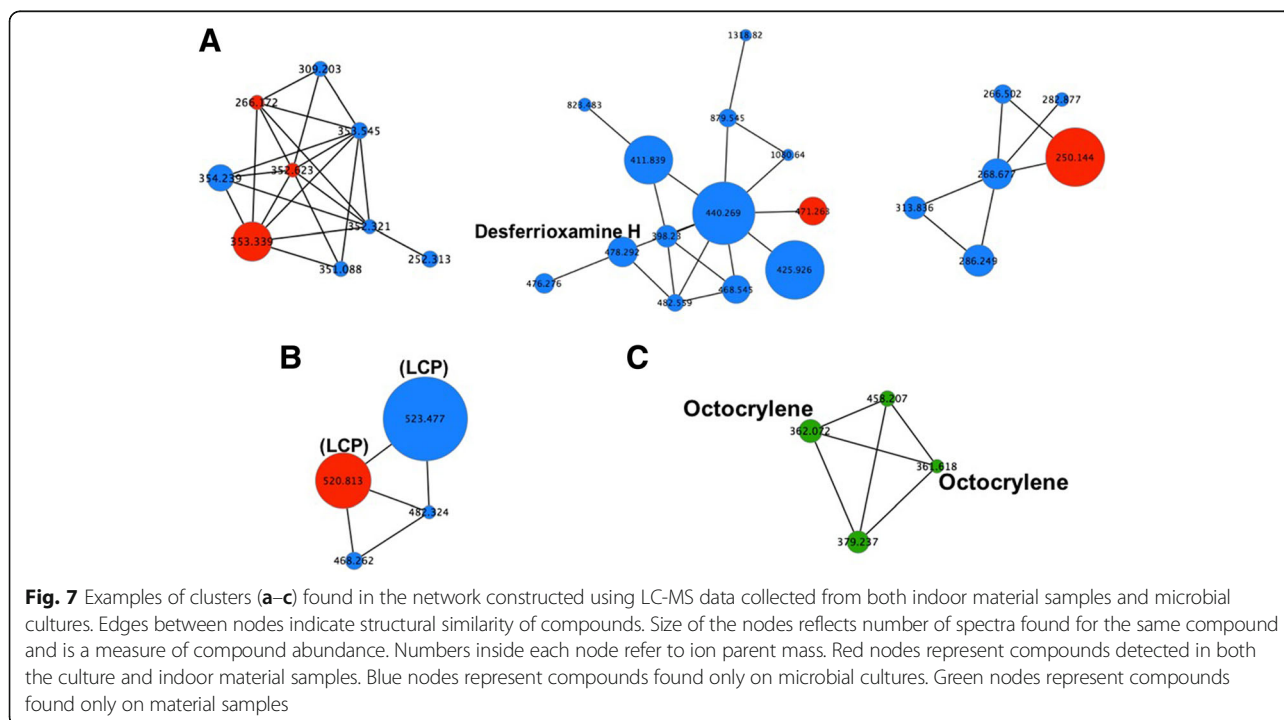 A
309.203
266.172
353.545
352.623
354.239
352.321
353.339
252.313
351.088
1318.82
823.483
879.545
1080.64
411.839
440.269
471.263
Desferrioxamine H
398.23
478.292
425.926
476.276
468.545
482.559
266.502
282.877
250.144
268.677
313.836
286.249
B
(LCP)
523.477
(LCP)
520.813
482.324
468.262
C
458.207
Octocrylene
362.072
361.618
Octocrylene
379.237
Fig. 7 Examples of clusters (a–c) found in the network constructed using LC-MS data collected from both indoor material samples and microbial
cultures. Edges between nodes indicate structural similarity of compounds. Size of the nodes reflects number of spectra found for the same compound
and is a measure of compound abundance. Numbers inside each node refer to ion parent mass. Red nodes represent compounds detected in both
the culture and indoor material samples. Blue nodes represent compounds found only on microbial cultures. Green nodes represent compounds
found only on material samples